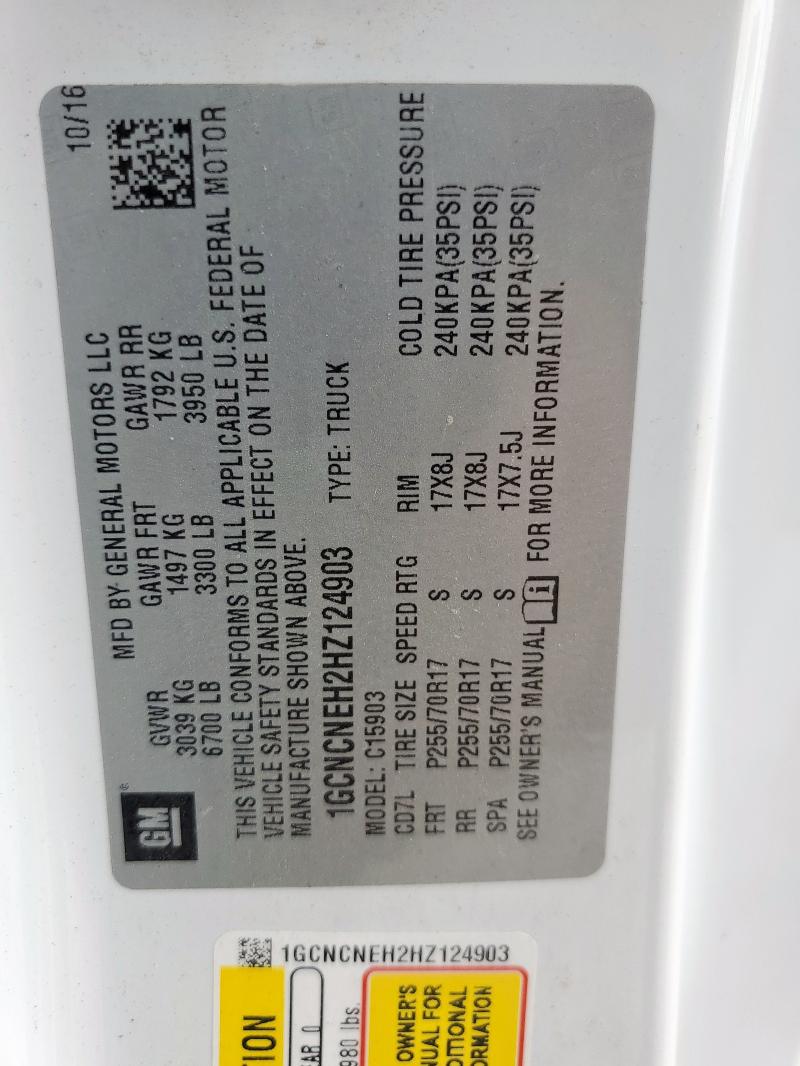 GM®
MFD BY GENERAL MOTORS LLC 10/16
GVWR GAWR FRT GAWR RR
3039 KG 1497 KG 1792 KG
6700 LB 3300 LB 3950 LB
THIS VEHICLE CONFORMS TO ALL APPLICABLE U.S. FEDERAL MOTOR
VEHICLE SAFETY STANDARDS IN EFFECT ON THE DATE OF
MANUFACTURE SHOWN ABOVE.
1GCNCNEH2HZ124903 TYPE: TRUCK
MODEL: C15903
CD7L TIRE SIZE SPEED RTG RIM COLD TIRE PRESSURE
FRT P255/70R17 S 17X8J 240KPA(35PSI)
RR P255/70R17 S 17X8J 240KPA(35PSI)
SPA P255/70R17 S 17X7.5J 240KPA(35PSI)
SEE OWNER'S MANUAL i FOR MORE INFORMATION.
1GCNCNEH2HZ124903
TION
AR 0
980 lbs.
OWNER'S
UAL FOR
DITIONAL
ORMATION